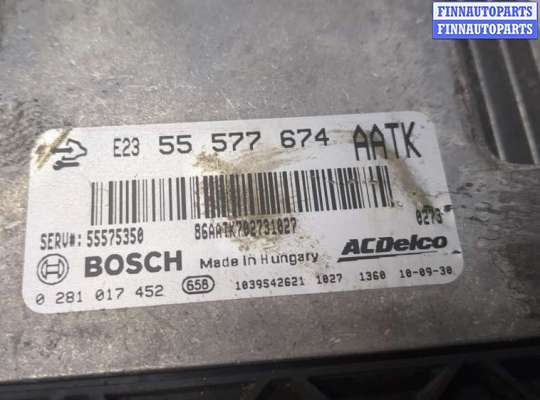 FINNAUTOPARTS
FINNAUTOPARTS
E23 55 577 674 AATK
86AATK702731027 0273
SERV#: 55575350
BOSCH Made in Hungary ACDelco
0 281 017 452 658 1039S42621 1027 1360 10-09-30